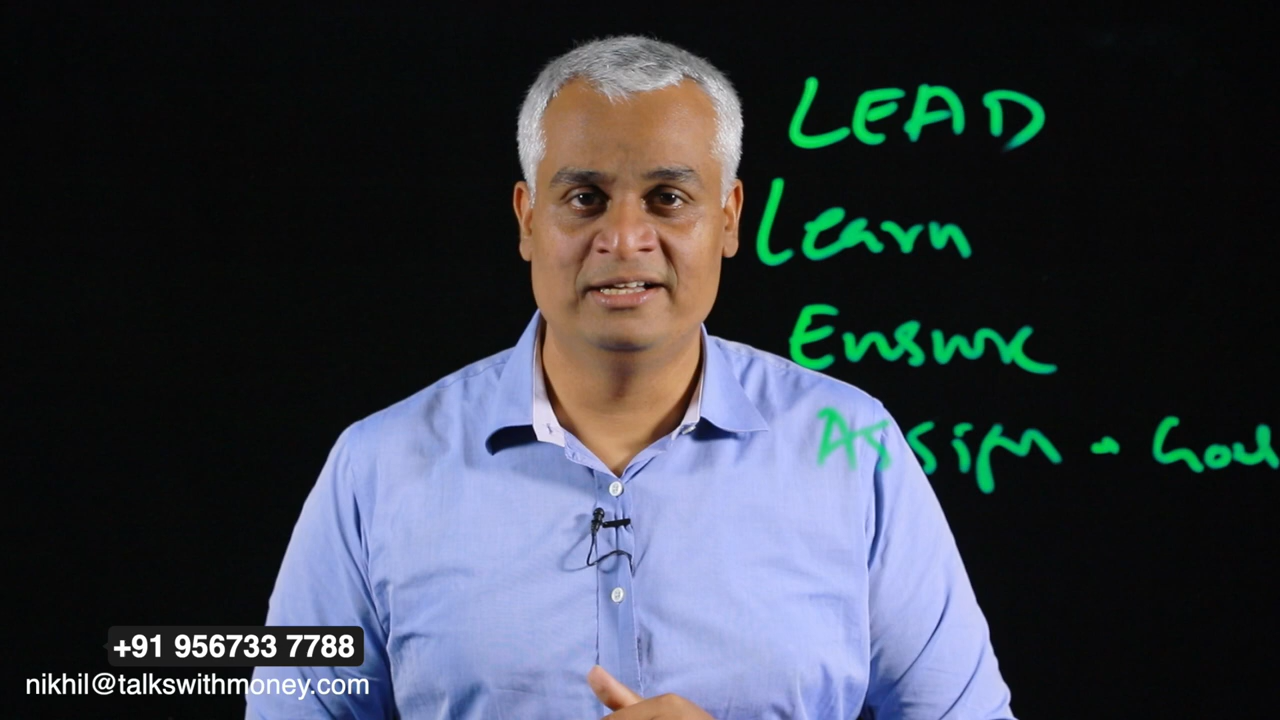 LEAD
Learn
Ensure
Assign - Goal
+91 956733 7788
nikhil@talkswithmoney.com